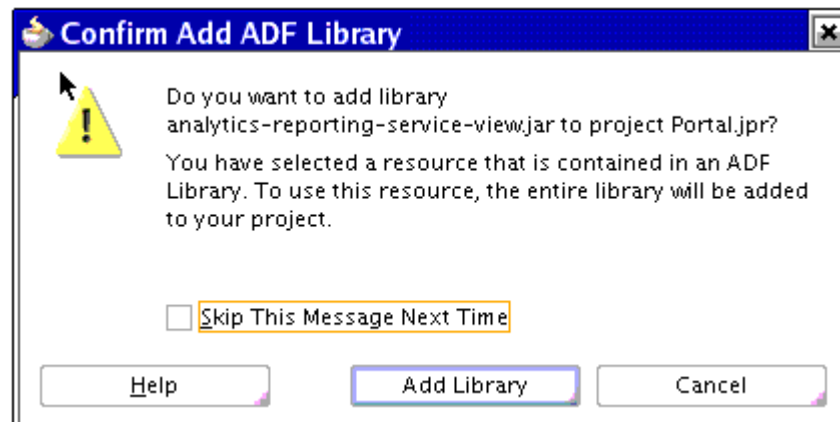 Confirm Add ADF Library
Do you want to add library
analytics-reporting-service-view.jar to project Portal.jpr?
You have selected a resource that is contained in an ADF
Library. To use this resource, the entire library will be added
to your project.
Skip This Message Next Time
Help
Add Library
Cancel